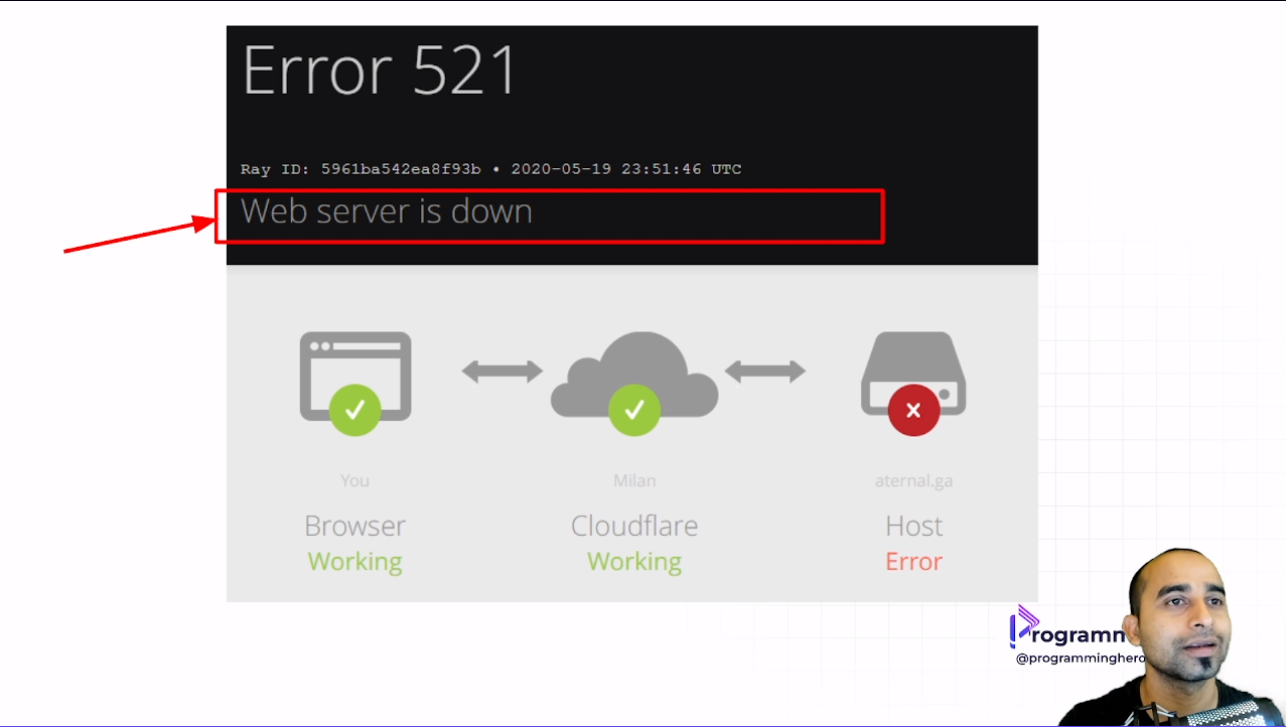 Error 521
Ray ID: 5961ba542ea8f93b • 2020-05-19 23:51:46 UTC
Web server is down
You
Milan
aternal.ga
Browser
Cloudflare
Host
Working
Working
Error
Programm
@programminghero